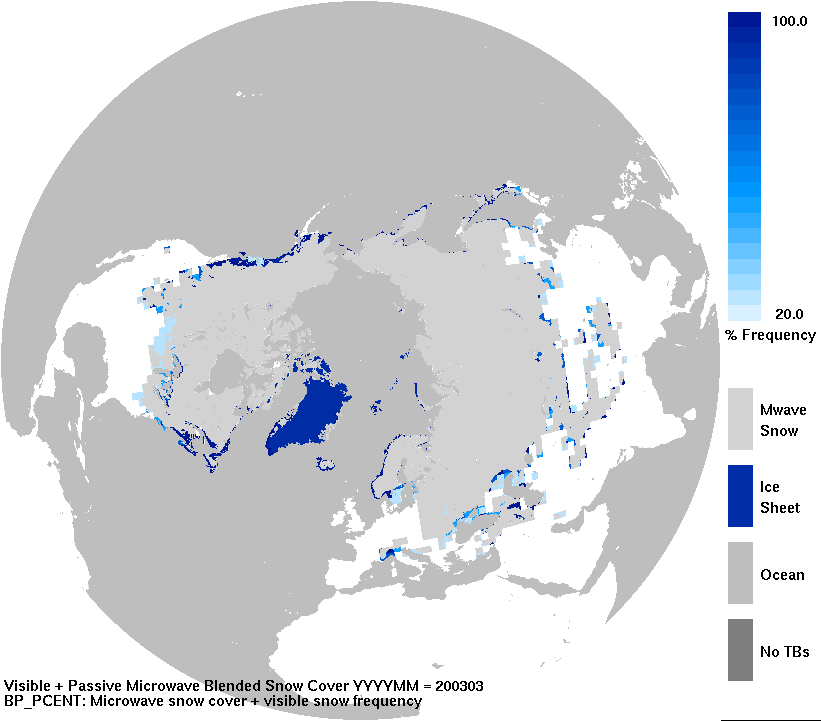 100.0
20.0
% Frequency
Mwave
Snow
Ice
Sheet
Ocean
No TBs
Visible + Passive Microwave Blended Snow Cover YYYYMM = 200303
BP_PCENT: Microwave snow cover + visible snow frequency